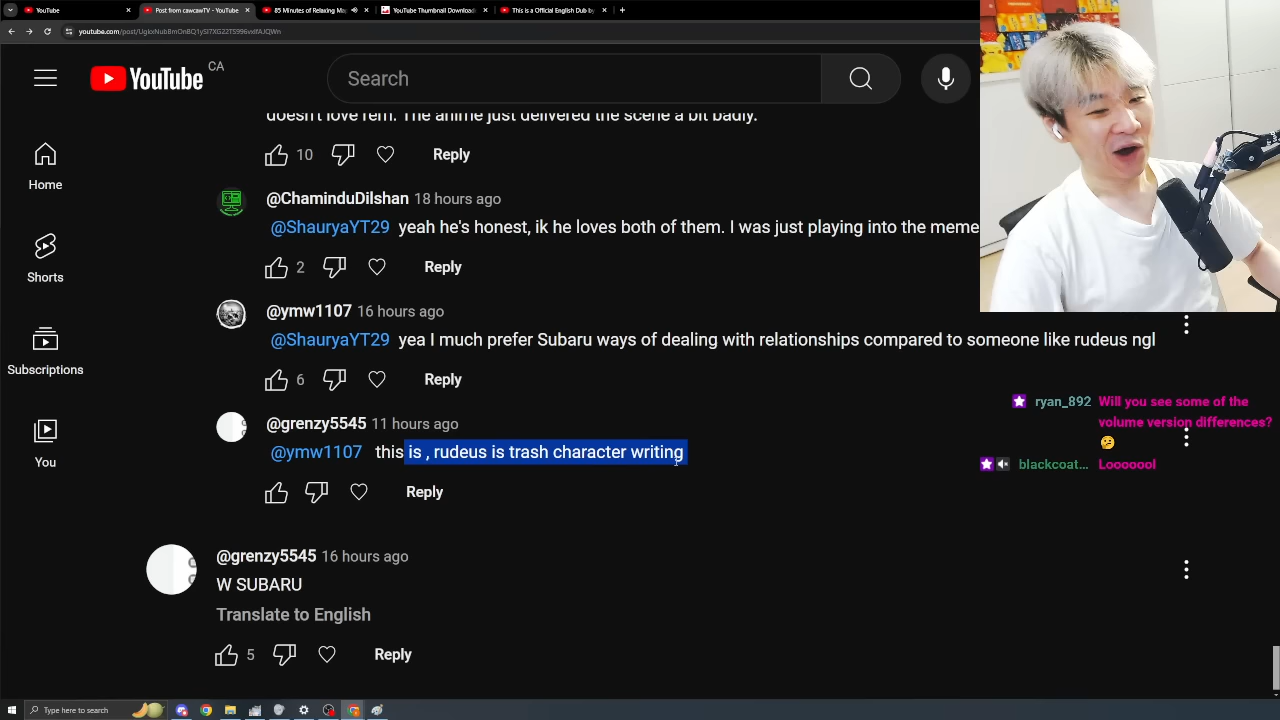 YouTube
Post from cawcawTV - YouTube
85 Minutes of Relaxing Ma
YouTube Thumbnail Download
This is a Official English Dub by
YouTube
CA
Search
Home
Shorts
Subscriptions
You
doesn't love rem. The anime just delivered the scene a bit badly.
10 Reply
@ChaminduDilshan 18 hours ago
@ShauryaYT29 yeah he's honest, ik he loves both of them. I was just playing into the meme
2 Reply
@ymw1107 16 hours ago
@ShauryaYT29 yea I much prefer Subaru ways of dealing with relationships compared to someone like rudeus ngl
6 Reply
@grenzy5545 11 hours ago
@ymw1107 this is , rudeus is trash character writing
Reply
@grenzy5545 16 hours ago
W SUBARU
Translate to English
5 Reply
ryan_892 Will you see some of the
volume version differences?
blackcoat... Looooool
Type here to search